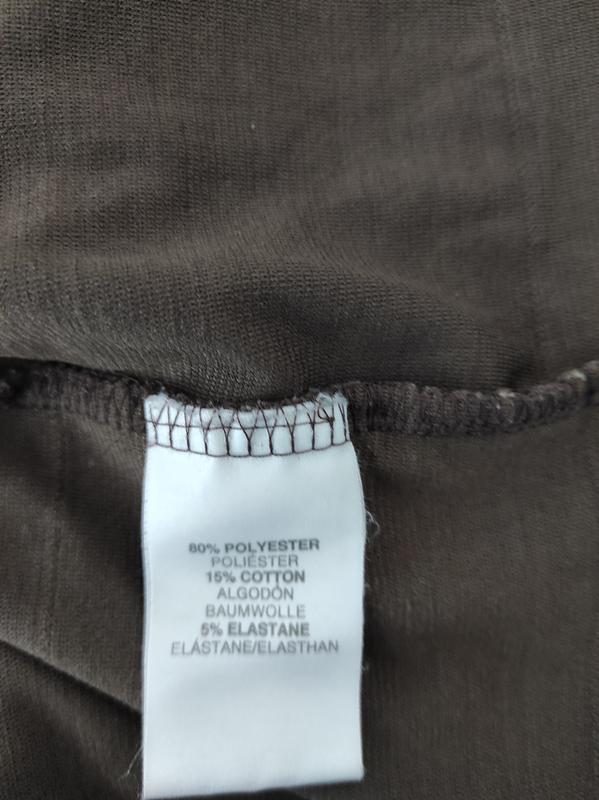 80% POLYESTER
POLIÉSTER
15% COTTON
ALGODÓN
BAUMWOLLE
5% ELASTANE
ELÁSTANE/ELASTHAN